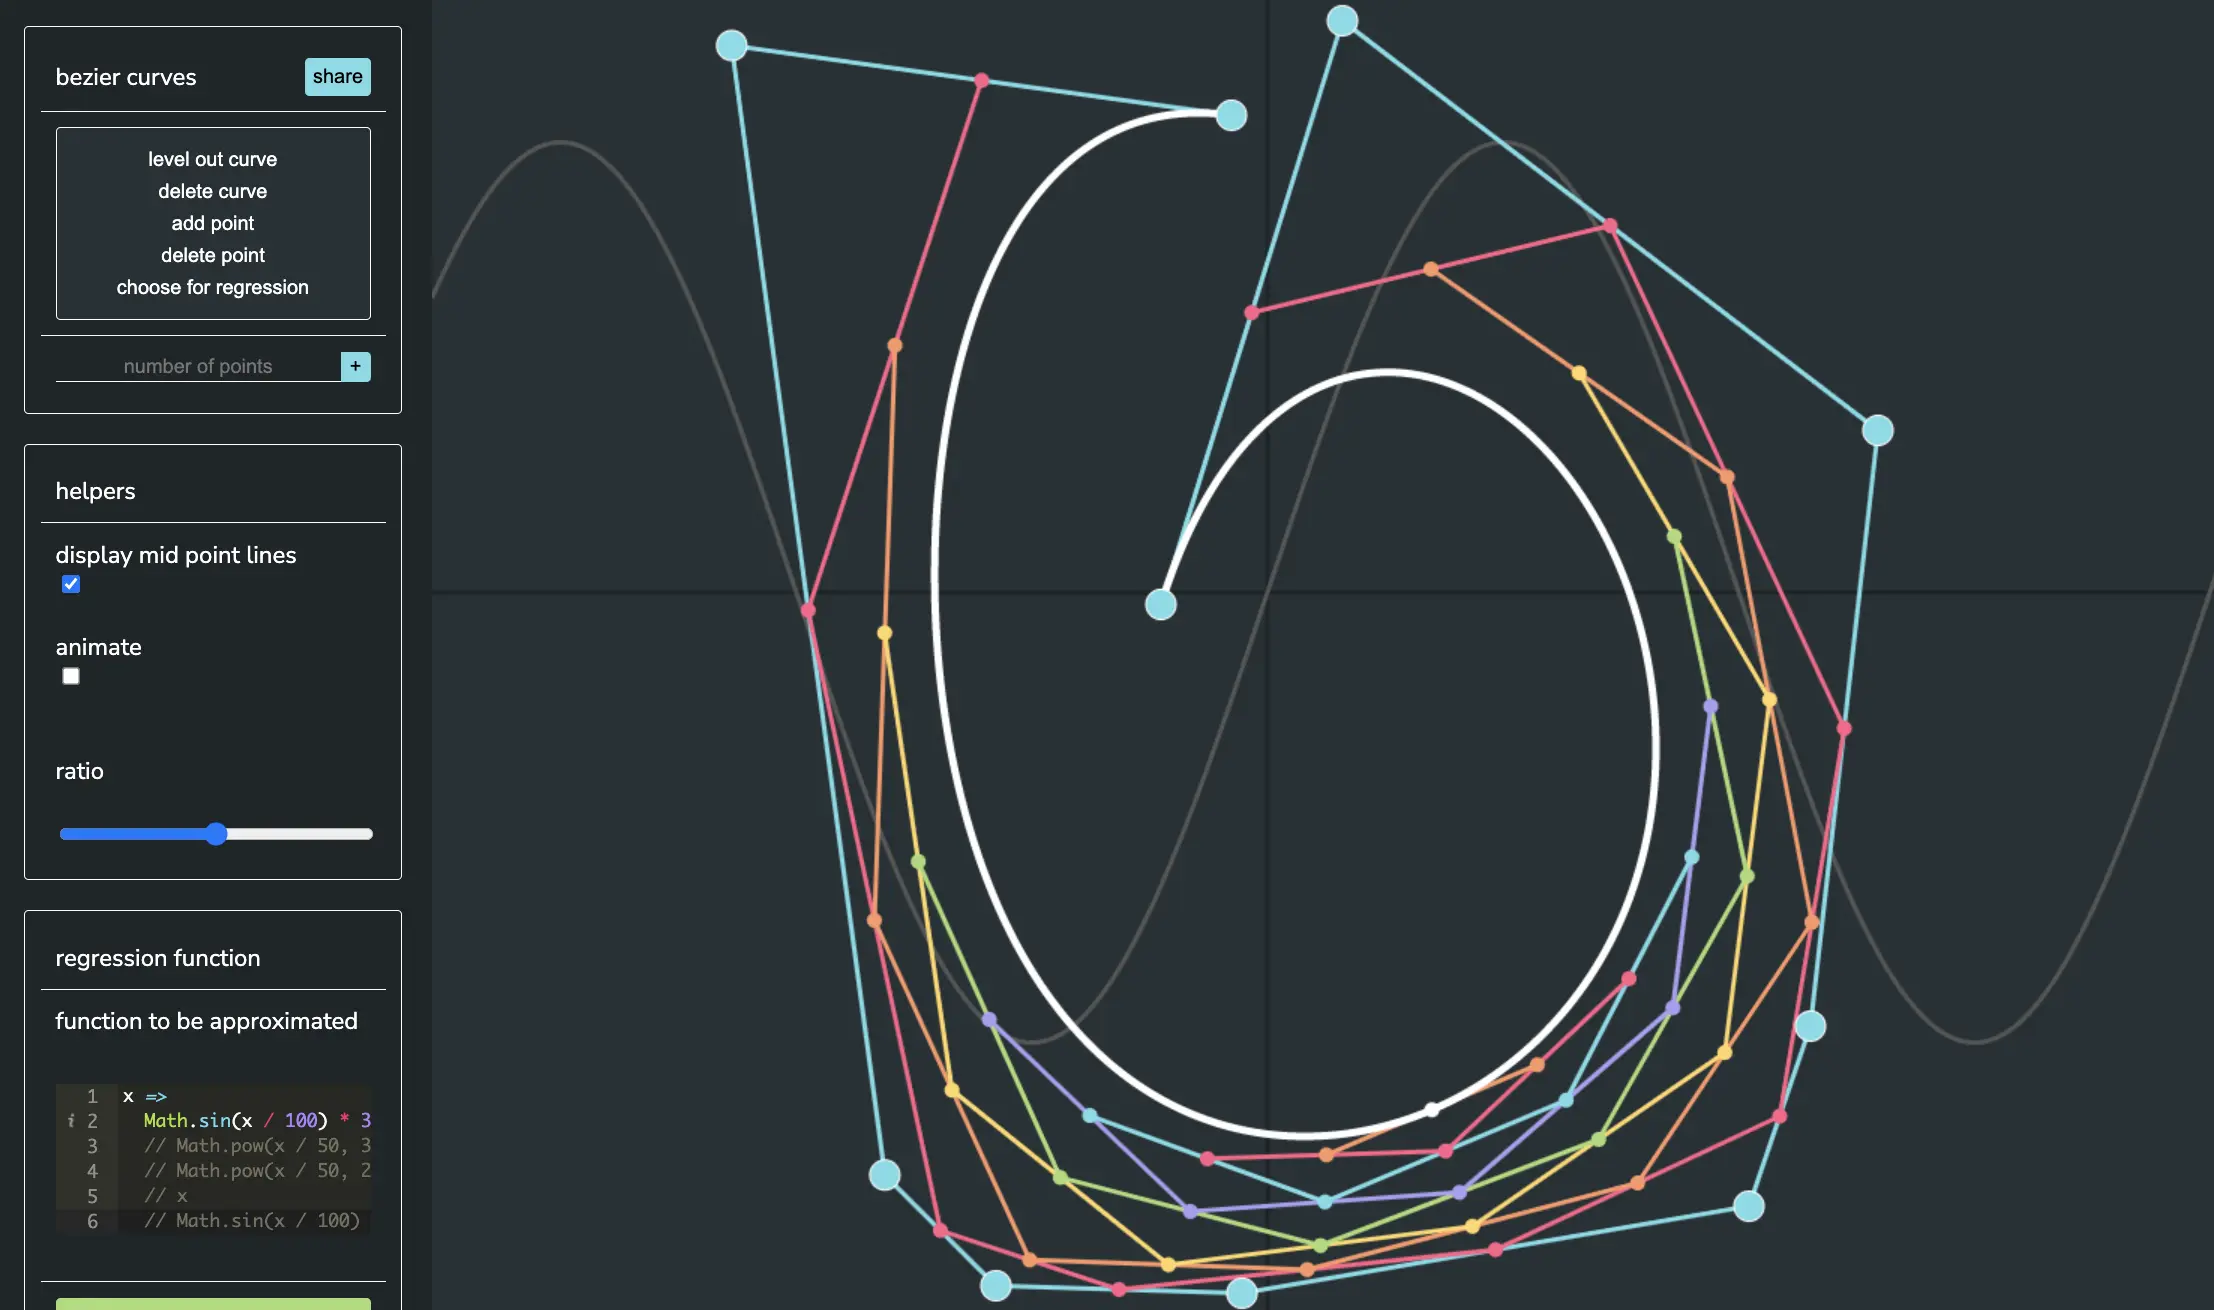 bezier curves
share
level out curve
delete curve
add point
delete point
choose for regression
number of points
+
helpers
display mid point lines
animate
ratio
regression function
function to be approximated
1 x =>
i 2 Math.sin(x / 100) * 3
3 // Math.pow(x / 50, 3
4 // Math.pow(x / 50, 2
5 // x
6 // Math.sin(x / 100)